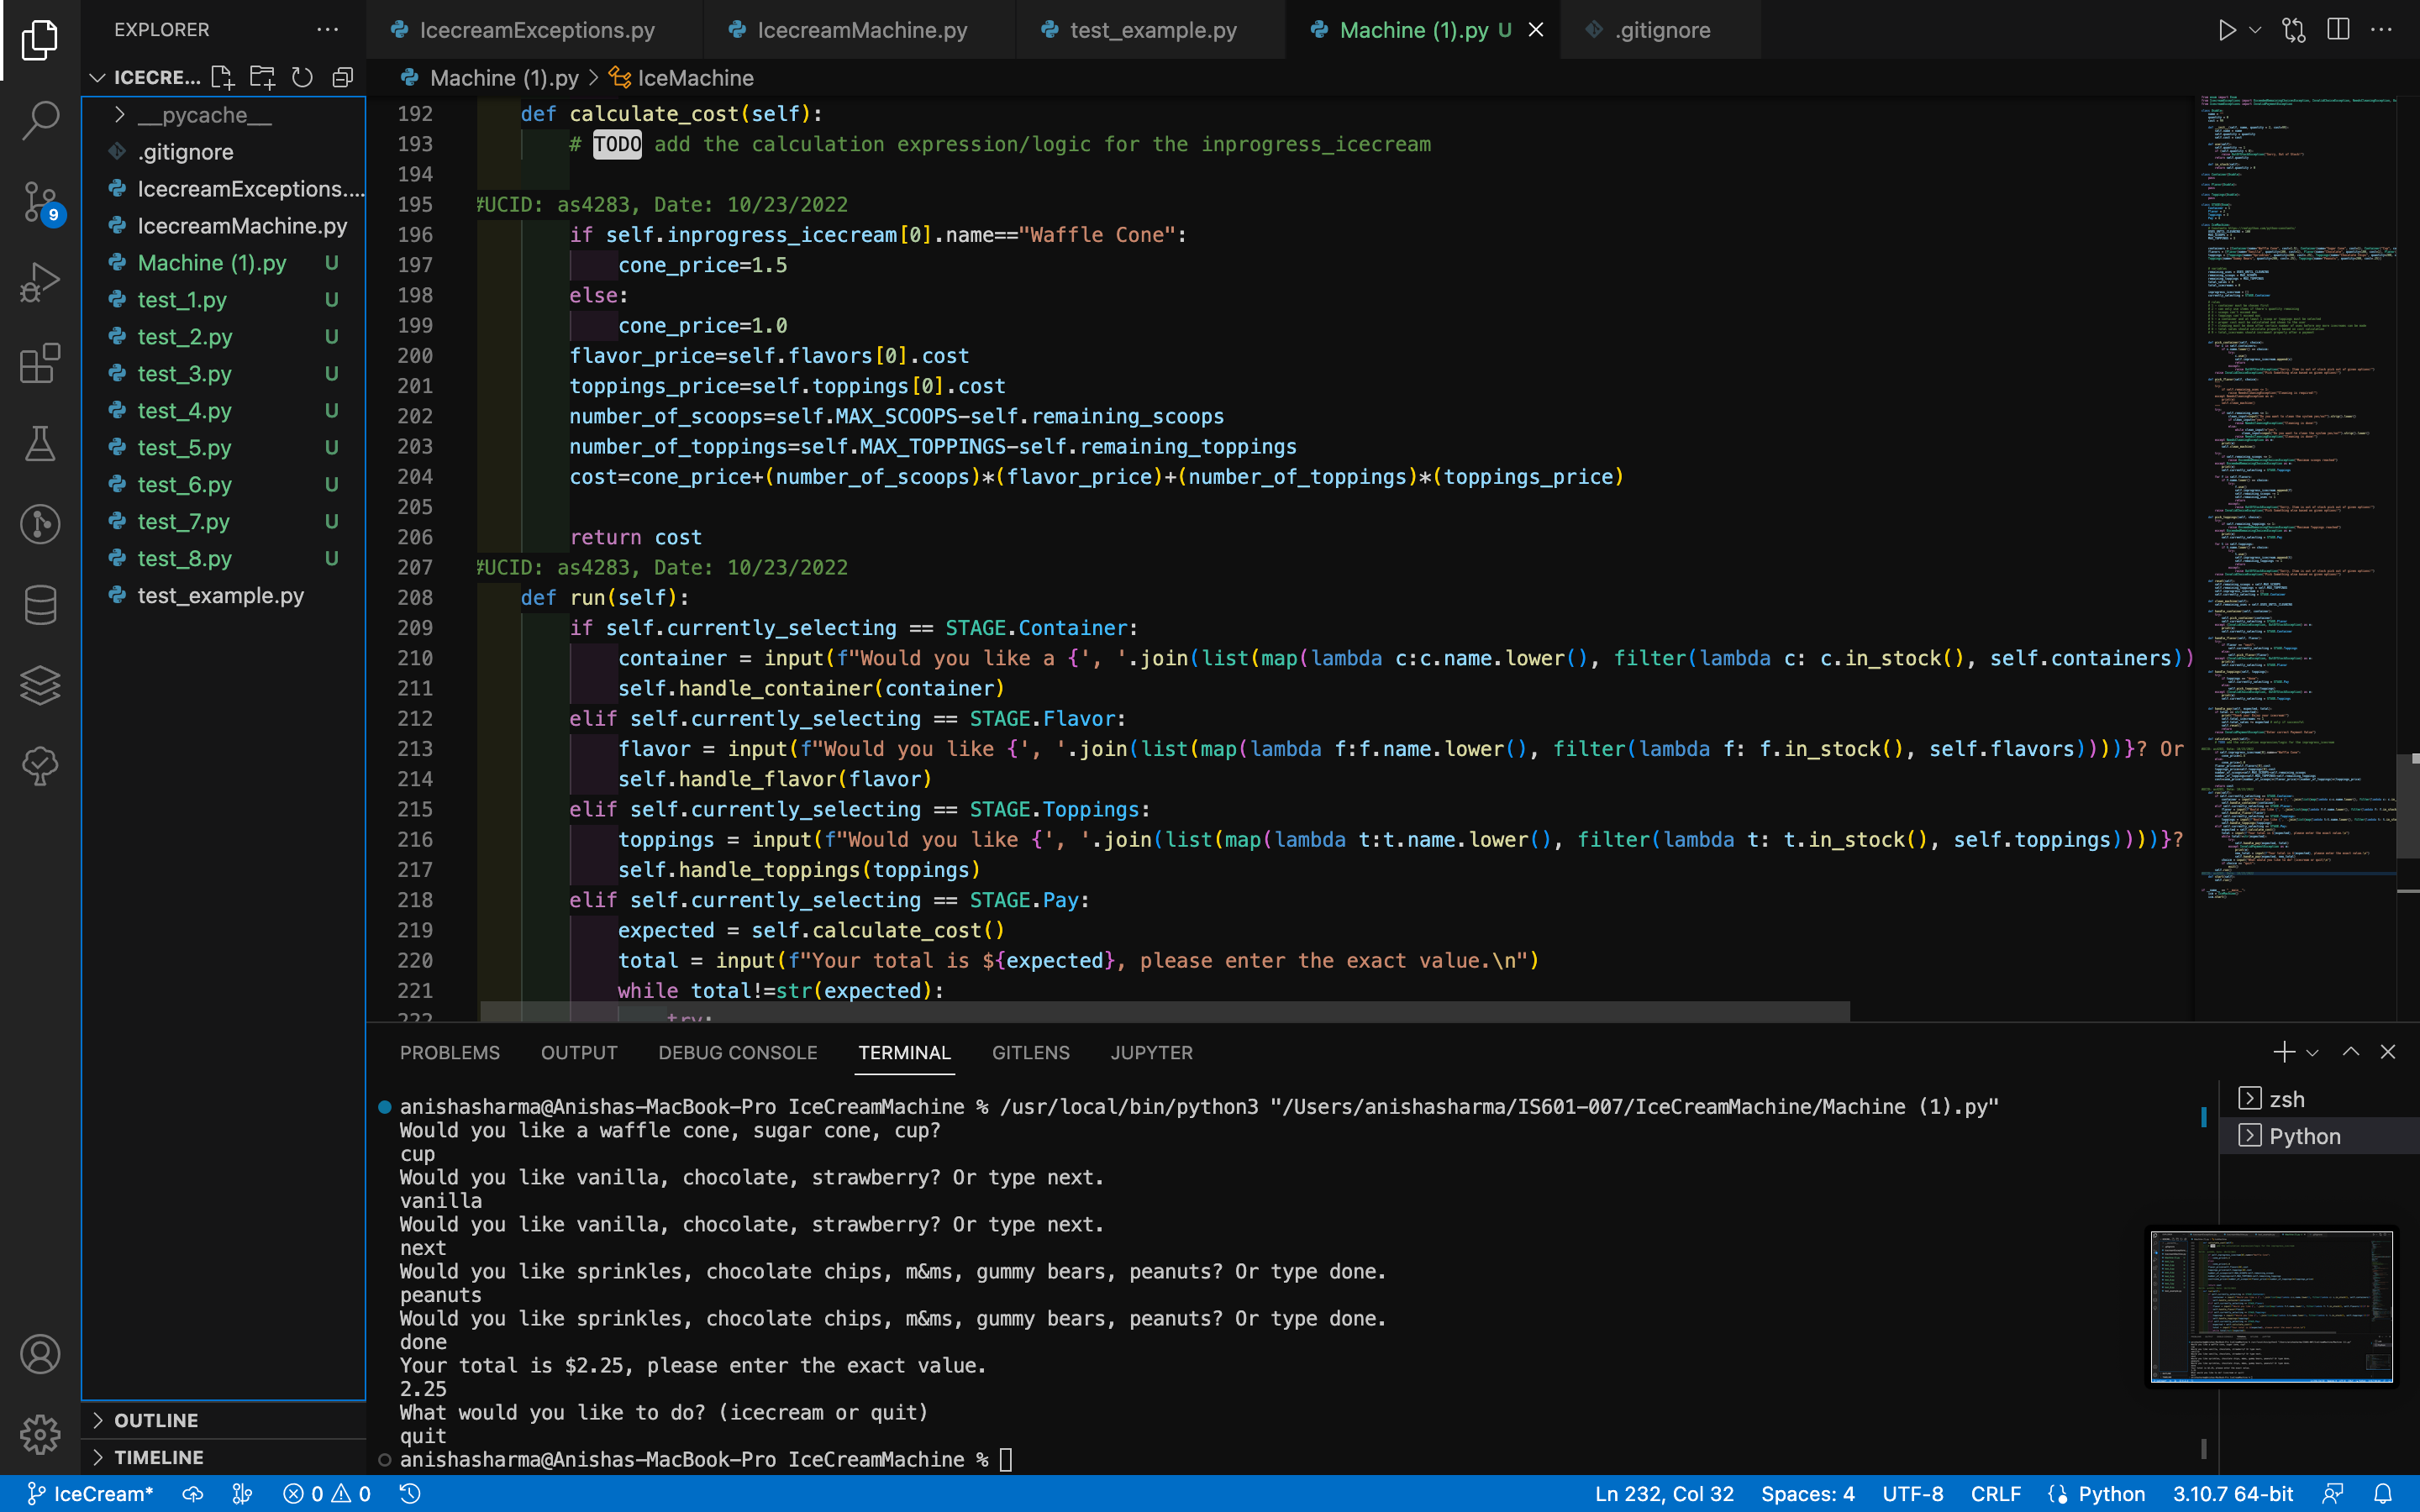 EXPLORER
ICECRE...
__pycache__
.gitignore
IcecreamExceptions....
IcecreamMachine.py
Machine (1).py U
test_1.py U
test_2.py U
test_3.py U
test_4.py U
test_5.py U
test_6.py U
test_7.py U
test_8.py U
test_example.py
OUTLINE
TIMELINE
9
IcecreamExceptions.py
IcecreamMachine.py
test_example.py
Machine (1).py U
.gitignore
Machine (1).py > IceMachine
192 def calculate_cost(self):
193 # TODO add the calculation expression/logic for the inprogress_icecream
194
195 #UCID: as4283, Date: 10/23/2022
196 if self.inprogress_icecream[0].name=="Waffle Cone":
197 cone_price=1.5
198 else:
199 cone_price=1.0
200 flavor_price=self.flavors[0].cost
201 toppings_price=self.toppings[0].cost
202 number_of_scoops=self.MAX_SCOOPS-self.remaining_scoops
203 number_of_toppings=self.MAX_TOPPINGS-self.remaining_toppings
204 cost=cone_price+(number_of_scoops)*(flavor_price)+(number_of_toppings)*(toppings_price)
205
206 return cost
207 #UCID: as4283, Date: 10/23/2022
208 def run(self):
209 if self.currently_selecting == STAGE.Container:
210 container = input(f"Would you like a {', '.join(list(map(lambda c:c.name.lower(), filter(lambda c: c.in_stock(), self.containers))
211 self.handle_container(container)
212 elif self.currently_selecting == STAGE.Flavor:
213 flavor = input(f"Would you like {', '.join(list(map(lambda f:f.name.lower(), filter(lambda f: f.in_stock(), self.flavors))))}? Or
214 self.handle_flavor(flavor)
215 elif self.currently_selecting == STAGE.Toppings:
216 toppings = input(f"Would you like {', '.join(list(map(lambda t:t.name.lower(), filter(lambda t: t.in_stock(), self.toppings))))}?
217 self.handle_toppings(toppings)
218 elif self.currently_selecting == STAGE.Pay:
219 expected = self.calculate_cost()
220 total = input(f"Your total is ${expected}, please enter the exact value.\n")
221 while total!=str(expected):
222 try:
PROBLEMS OUTPUT DEBUG CONSOLE TERMINAL GITLENS JUPYTER
anishasharma@Anishas-MacBook-Pro IceCreamMachine % /usr/local/bin/python3 "/Users/anishasharma/IS601-007/IceCreamMachine/Machine (1).py"
Would you like a waffle cone, sugar cone, cup?
cup
Would you like vanilla, chocolate, strawberry? Or type next.
vanilla
Would you like vanilla, chocolate, strawberry? Or type next.
next
Would you like sprinkles, chocolate chips, m&ms, gummy bears, peanuts? Or type done.
peanuts
Would you like sprinkles, chocolate chips, m&ms, gummy bears, peanuts? Or type done.
done
Your total is $2.25, please enter the exact value.
2.25
What would you like to do? (icecream or quit)
quit
anishasharma@Anishas-MacBook-Pro IceCreamMachine %
zsh
Python
IceCream* 0 0 Ln 232, Col 32 Spaces: 4 UTF-8 CRLF Python 3.10.7 64-bit